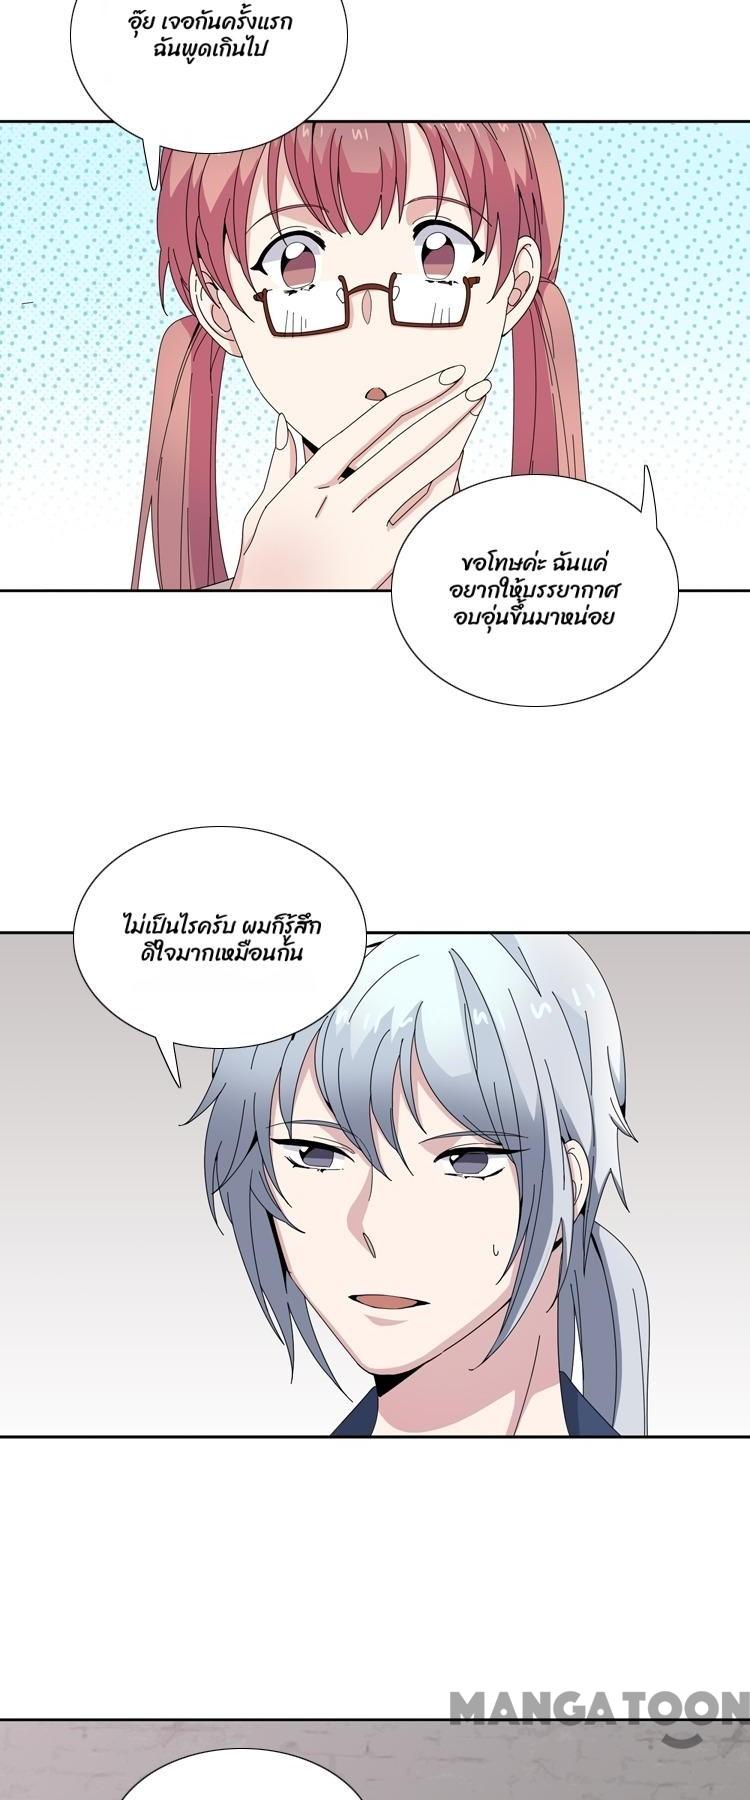 อุ๊ย เจอกันครั้งแรก
ฉันพูดเกินไป
ขอโทษค่ะ ฉันแค่
อยากให้บรรยากาศ
อบอุ่นขึ้นมาหน่อย
ไม่เป็นไรครับ ผมก็รู้สึก
ดีใจมากเหมือนกัน
MANGATOON